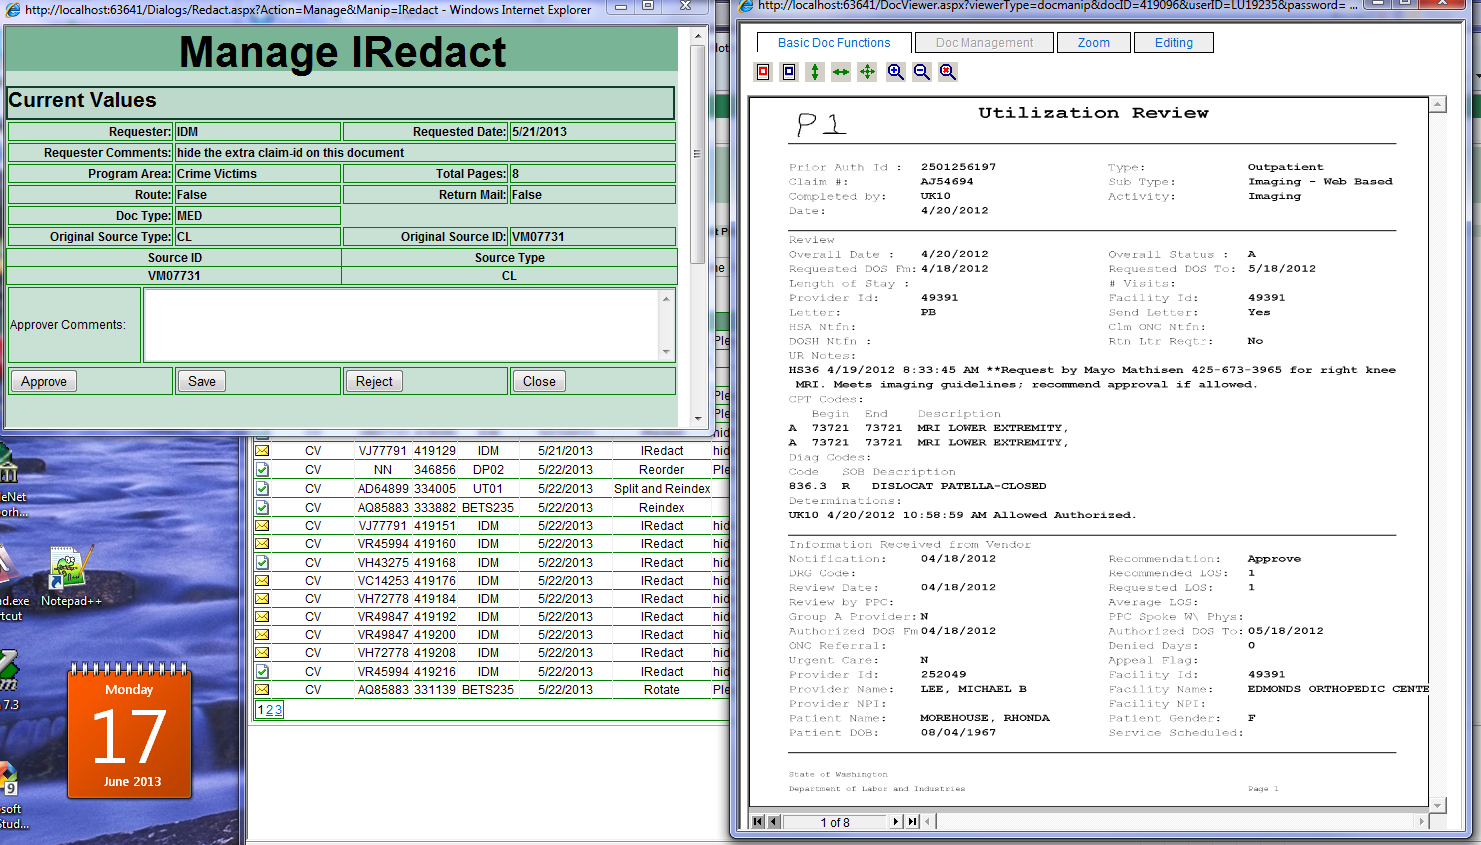 http://localhost:63641/Dialogs/Redact.aspx?Action=Manage&Manip=IRedact - Windows Internet Explorer
Manage IRedact
Current Values
Requester: IDM Requested Date: 5/21/2013
Requester Comments: hide the extra claim-id on this document
Program Area: Crime Victims Total Pages: 8
Route: False Return Mail: False
Doc Type: MED
Original Source Type: CL Original Source ID: VM07731
Source ID Source Type
VM07731 CL
Approver Comments:
Approve Save Reject Close
CV VJ77791 419129 IDM 5/21/2013 IRedact hid
CV NN 346856 DP02 5/22/2013 Reorder Ple
CV AD64899 334005 UT01 5/22/2013 Split and Reindex
CV AQ85883 333882 BETS235 5/22/2013 Reindex
CV VJ77791 419151 IDM 5/22/2013 IRedact hid
CV VR45994 419160 IDM 5/22/2013 IRedact hid
CV VH43275 419168 IDM 5/22/2013 IRedact hid
CV VC14253 419176 IDM 5/22/2013 IRedact hid
CV VH72778 419184 IDM 5/22/2013 IRedact hid
CV VR49847 419192 IDM 5/22/2013 IRedact hid
CV VR49847 419200 IDM 5/22/2013 IRedact hid
CV VH72778 419208 IDM 5/22/2013 IRedact hid
CV VR45994 419216 IDM 5/22/2013 IRedact hid
CV AQ85883 331139 BETS235 5/22/2013 Rotate Ple
1 2 3
Notepad++
Monday
17
June 2013
http://localhost:63641/DocViewer.aspx?viewerType=docmanip&docID=419096&userID=LU19235&password= ...
Basic Doc Functions Doc Management Zoom Editing
P1
Utilization Review
Prior Auth Id : 2501256197 Type: Outpatient
Claim #: AJ54694 Sub Type: Imaging - Web Based
Completed by: UK10 Activity: Imaging
Date: 4/20/2012
Review
Overall Date : 4/20/2012 Overall Status : A
Requested DOS Fm: 4/18/2012 Requested DOS To: 5/18/2012
Length of Stay : # Visits:
Provider Id: 49391 Facility Id: 49391
Letter: PB Send Letter: Yes
HSA Ntfn: Clm ONC Ntfn:
DOSH Ntfn : Rtn Ltr Reqtr: No
UR Notes:
HS36 4/19/2012 8:33:45 AM **Request by Mayo Mathisen 425-673-3965 for right knee
MRI. Meets imaging guidelines; recommend approval if allowed.
CPT Codes:
Begin End Description
A 73721 73721 MRI LOWER EXTREMITY,
A 73721 73721 MRI LOWER EXTREMITY,
Diag Codes:
Code SOB Description
836.3 R DISLOCAT PATELLA-CLOSED
Determinations:
UK10 4/20/2012 10:58:59 AM Allowed Authorized.
Information Received from Vendor
Notification: 04/18/2012 Recommendation: Approve
DRG Code: Recommended LOS: 1
Review Date: 04/18/2012 Requested LOS: 1
Review by PPC: Average LOS:
Group A Provider: N PPC Spoke W\ Phys:
Authorized DOS Fm 04/18/2012 Authorized DOS To: 05/18/2012
ONC Referral: Denied Days: 0
Urgent Care: N Appeal Flag:
Provider Id: 252049 Facility Id: 49391
Provider Name: LEE, MICHAEL B Facility Name: EDMONDS ORTHOPEDIC CENTE
Provider NPI: Facility NPI:
Patient Name: MOREHOUSE, RHONDA Patient Gender: F
Patient DOB: 08/04/1967 Service Scheduled:
State of Washington
Department of Labor and Industries Page 1
1 of 8